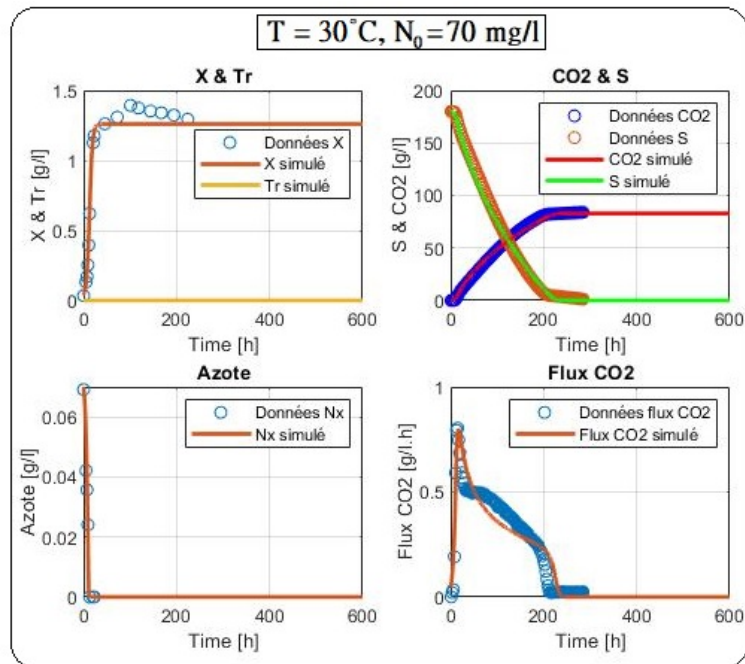 T = 30°C, N₀=70 mg/l
X & Tr
1.5
1
0.5
0
X & Tr [g/l]
Données X
X simulé
Tr simulé
0 200 400 600
Time [h]
CO2 & S
200
150
100
50
0
S & CO2 [g/l]
Données CO2
Données S
CO2 simulé
S simulé
0 200 400 600
Time [h]
Azote
0.06
0.04
0.02
0
Azote [g/l]
Données Nx
Nx simulé
0 200 400 600
Time [h]
Flux CO2
1
0.5
0
Flux CO2 [g/l.h]
Données flux CO2
Flux CO2 simulé
0 200 400 600
Time [h]